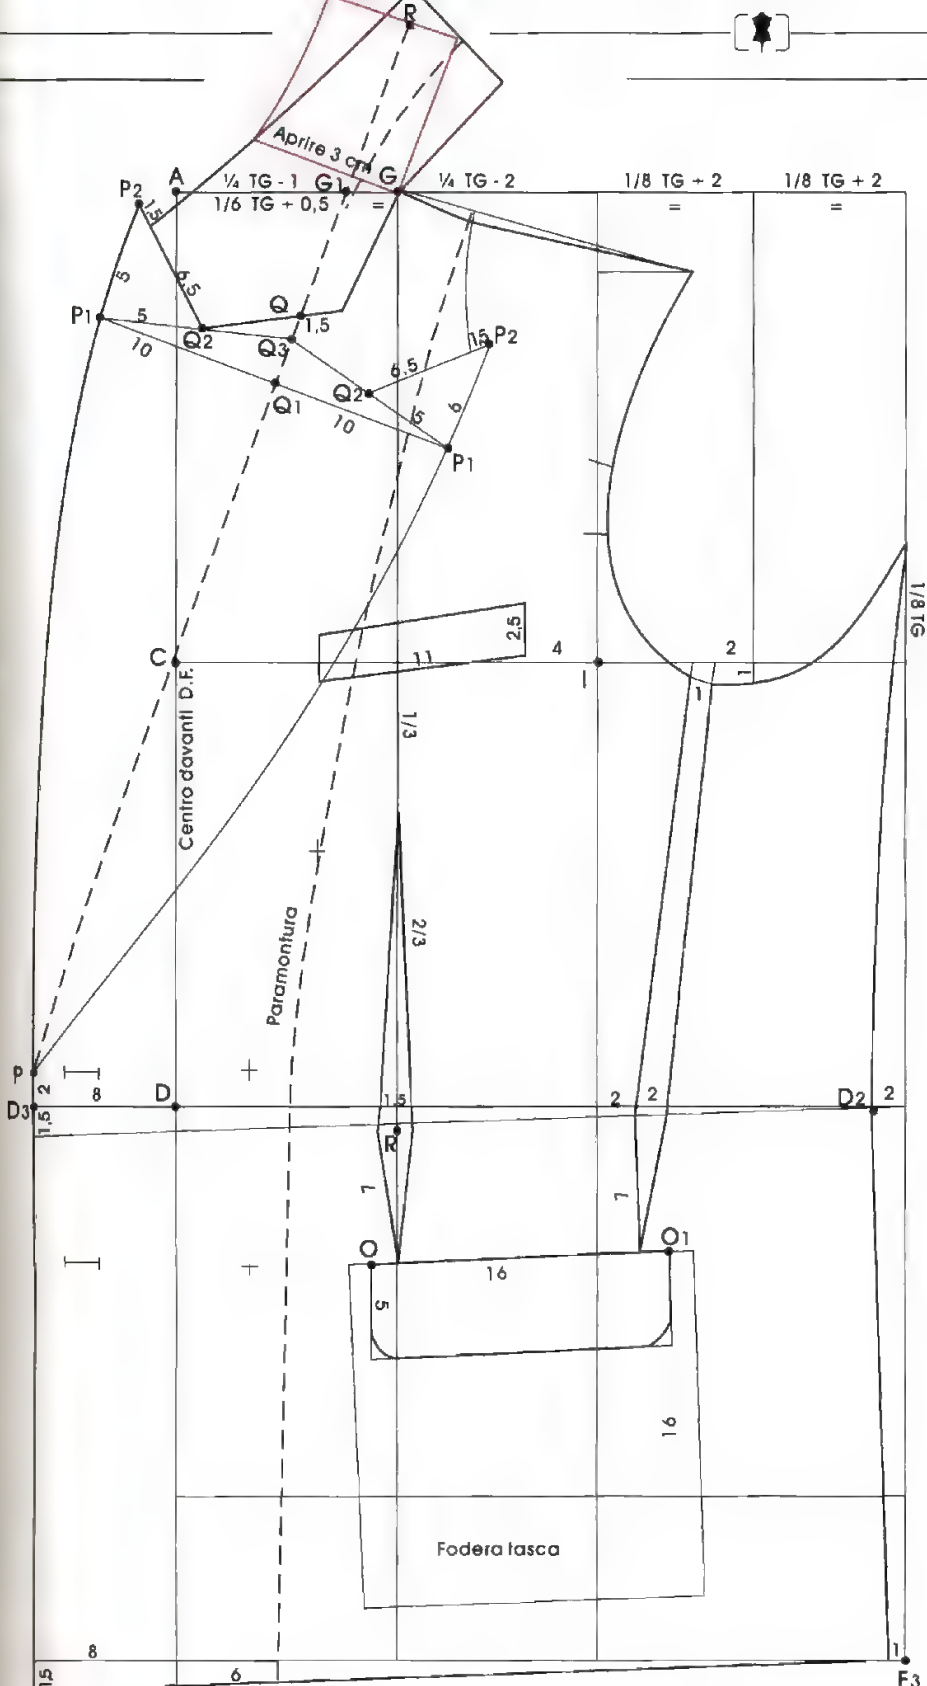 R
Aprire 3 cm
P2 A ¼ TG - 1 G1 G ¼ TG - 2 1/8 TG + 2 1/8 TG + 2
1,5 1/6 TG + 0,5 = = =
5 6,5
P1 5 Q 1,5
Q2 Q3 1,5 P2
10 6,5
Q1 Q2 6
10 5
P1
1/8 TG
2,5
C 11 4 2
I 1 1
Centro davanti D.F.
1/3
2/3
Paramontura
P 2
D3 8 D 1,5 2 2 D2 2
1,5 R
7 7
O O1
16
5
16
Fodera tasca
8 1
15 6 F3